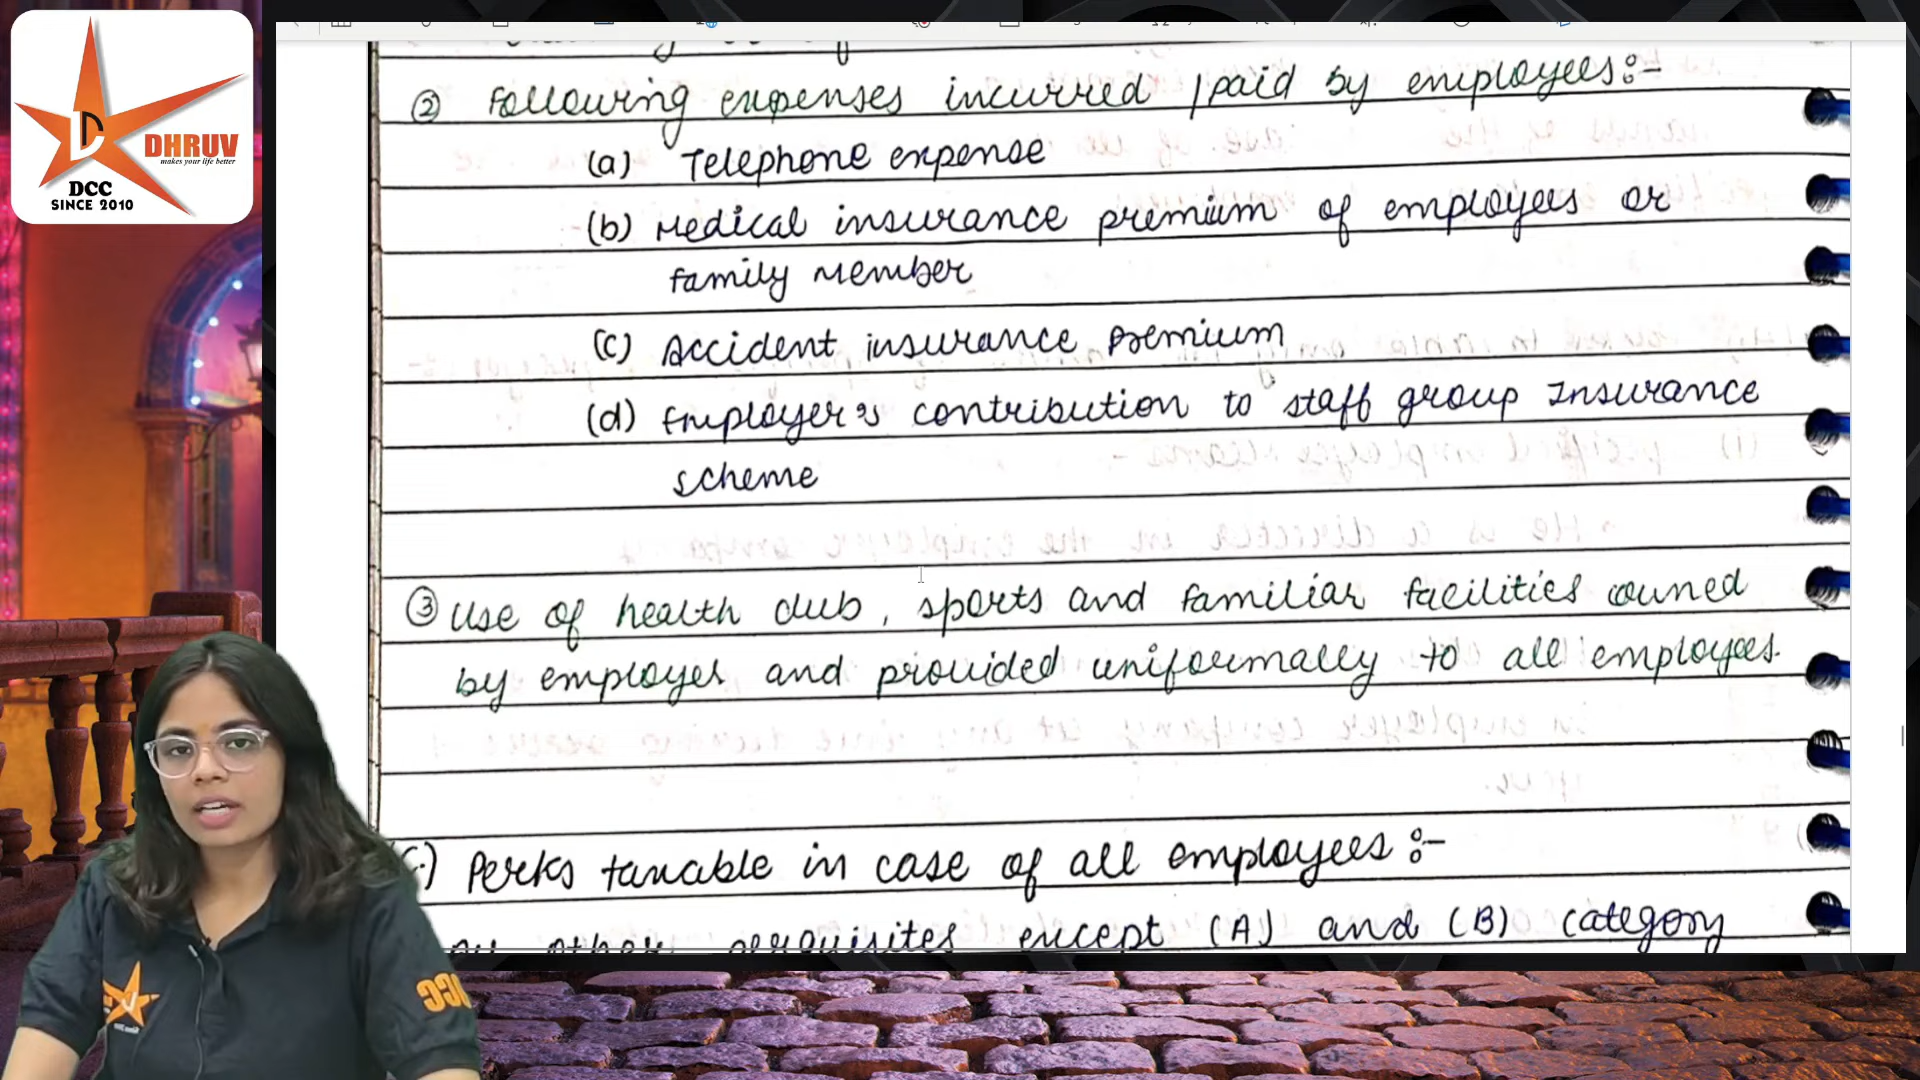 DHRUV
makes your life better
DCC
SINCE 2010
② Following expenses incurred / paid by employees:-
(a) Telephone expense
(b) Medical insurance premium of employees or
family member
(c) Accident insurance premium
(d) Employer's contribution to staff group Insurance
scheme
③ Use of health club, sports and familiar facilities owned
by employer and provided uniformally to all employees.
Perks taxable in case of all employees :-
other perquisites except (A) and (B) category